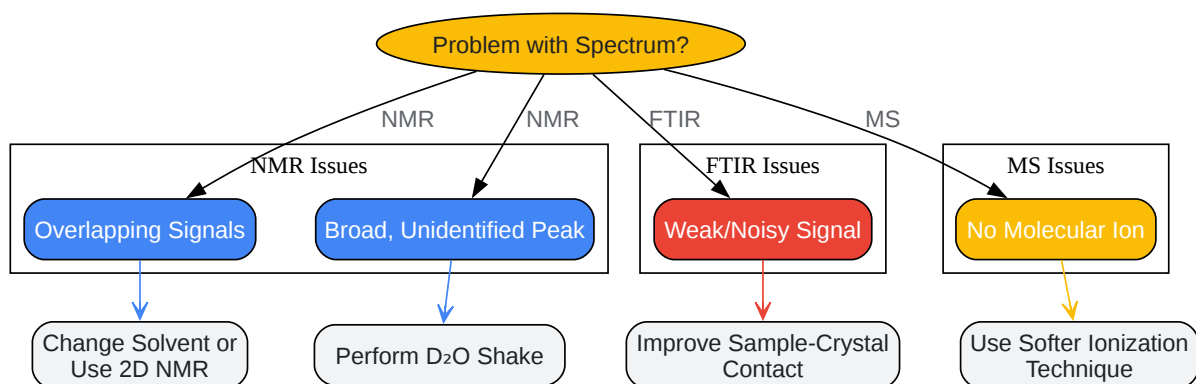 Problem with Spectrum?
NMR
NMR
FTIR
MS
NMR Issues
FTIR Issues
MS Issues
Overlapping Signals
Broad, Unidentified Peak
Weak/Noisy Signal
No Molecular Ion
Change Solvent or
Use 2D NMR
Perform D₂O Shake
Improve Sample-Crystal
Contact
Use Softer Ionization
Technique